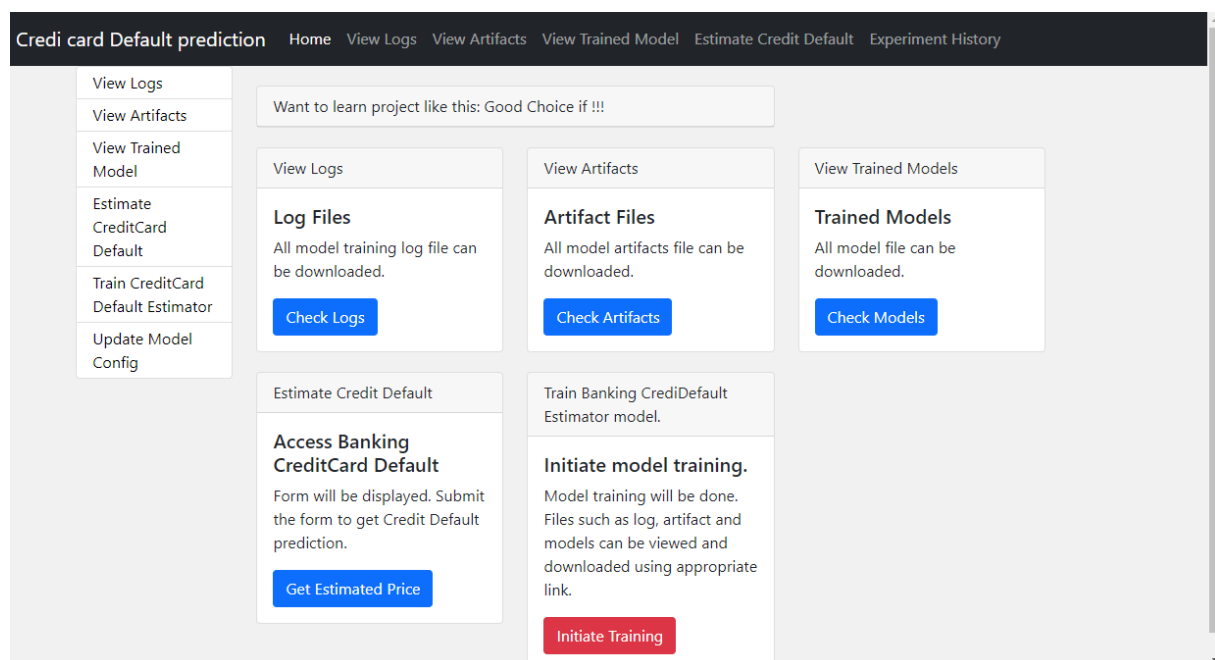 Credi card Default prediction Home View Logs View Artifacts View Trained Model Estimate Credit Default Experiment History
View Logs
View Artifacts
View Trained
Model
Estimate
CreditCard
Default
Train CreditCard
Default Estimator
Update Model
Config
Want to learn project like this: Good Choice if !!!
View Logs
Log Files
All model training log file can
be downloaded.
Check Logs
View Artifacts
Artifact Files
All model artifacts file can be
downloaded.
Check Artifacts
View Trained Models
Trained Models
All model file can be
downloaded.
Check Models
Estimate Credit Default
Access Banking
CreditCard Default
Form will be displayed. Submit
the form to get Credit Default
prediction.
Get Estimated Price
Train Banking CrediDefault
Estimator model.
Initiate model training.
Model training will be done.
Files such as log, artifact and
models can be viewed and
downloaded using appropriate
link.
Initiate Training